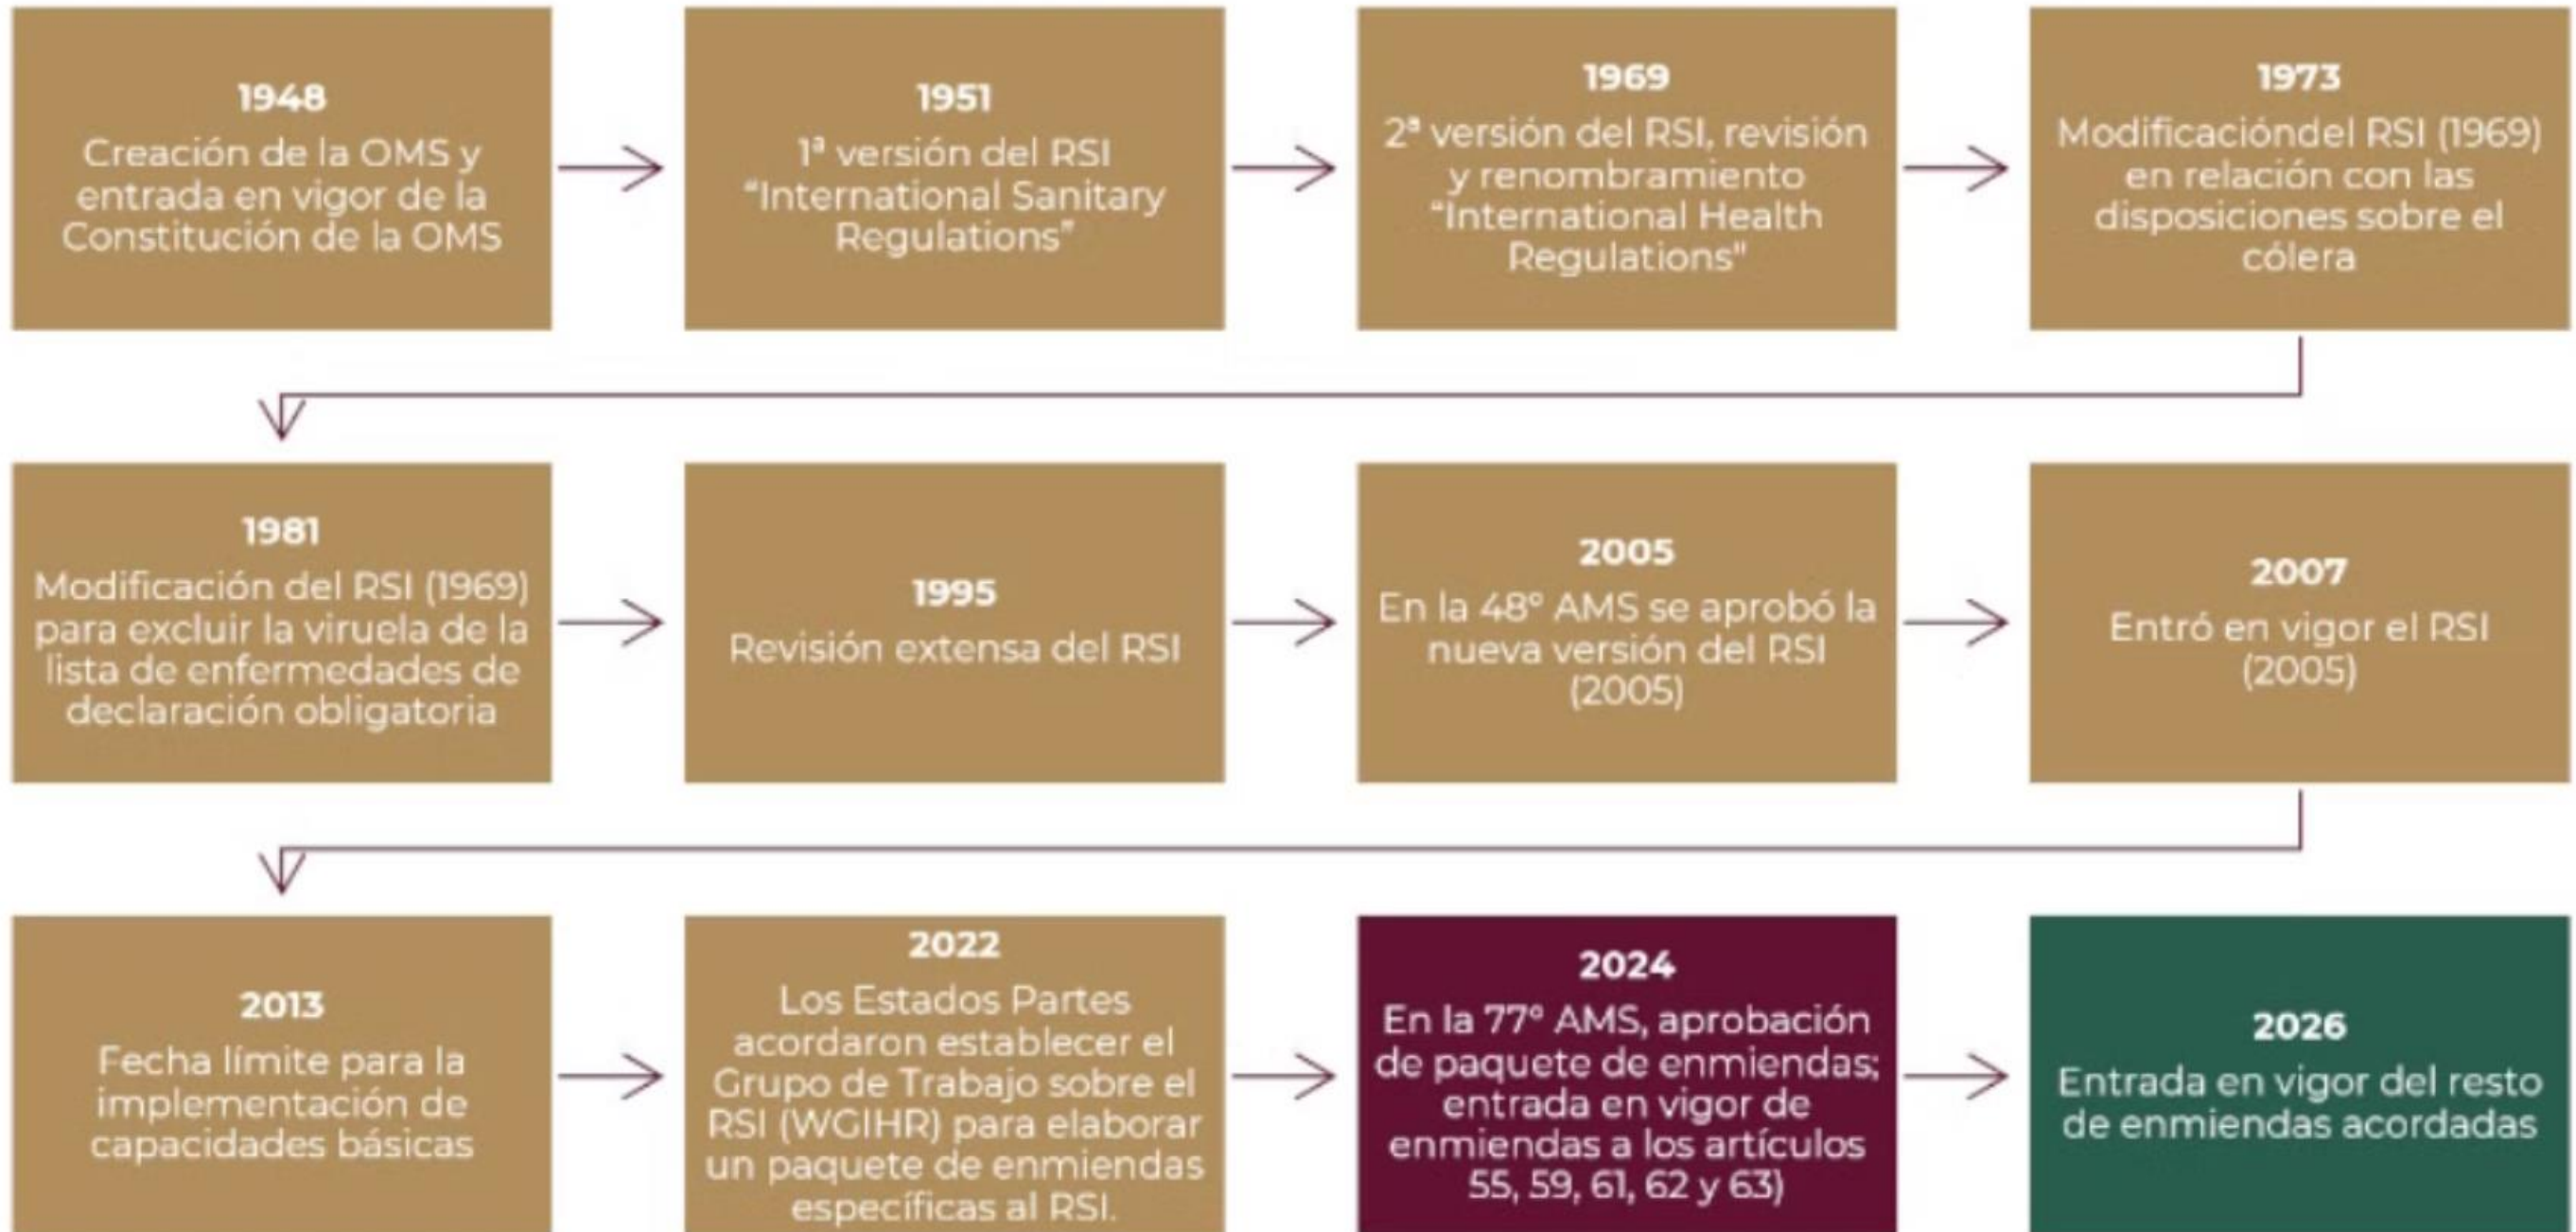 1948
Creación de la OMS y
entrada en vigor de la
Constitución de la OMS
1951
1ª versión del RSI
“International Sanitary
Regulations”
1969
2ª versión del RSI, revisión
y renombramiento
“International Health
Regulations"
1973
Modificacióndel RSI (1969)
en relación con las
disposiciones sobre el
cólera
1981
Modificación del RSI (1969)
para excluir la viruela de la
lista de enfermedades de
declaración obligatoria
1995
Revisión extensa del RSI
2005
En la 48º AMS se aprobó la
nueva versión del RSI
(2005)
2007
Entró en vigor el RSI
(2005)
2013
Fecha límite para la
implementación de
capacidades básicas
2022
Los Estados Partes
acordaron establecer el
Grupo de Trabajo sobre el
RSI (WGIHR) para elaborar
un paquete de enmiendas
específicas al RSI.
2024
En la 77º AMS, aprobación
de paquete de enmiendas;
entrada en vigor de
enmiendas a los artículos
55, 59, 61, 62 y 63)
2026
Entrada en vigor del resto
de enmiendas acordadas